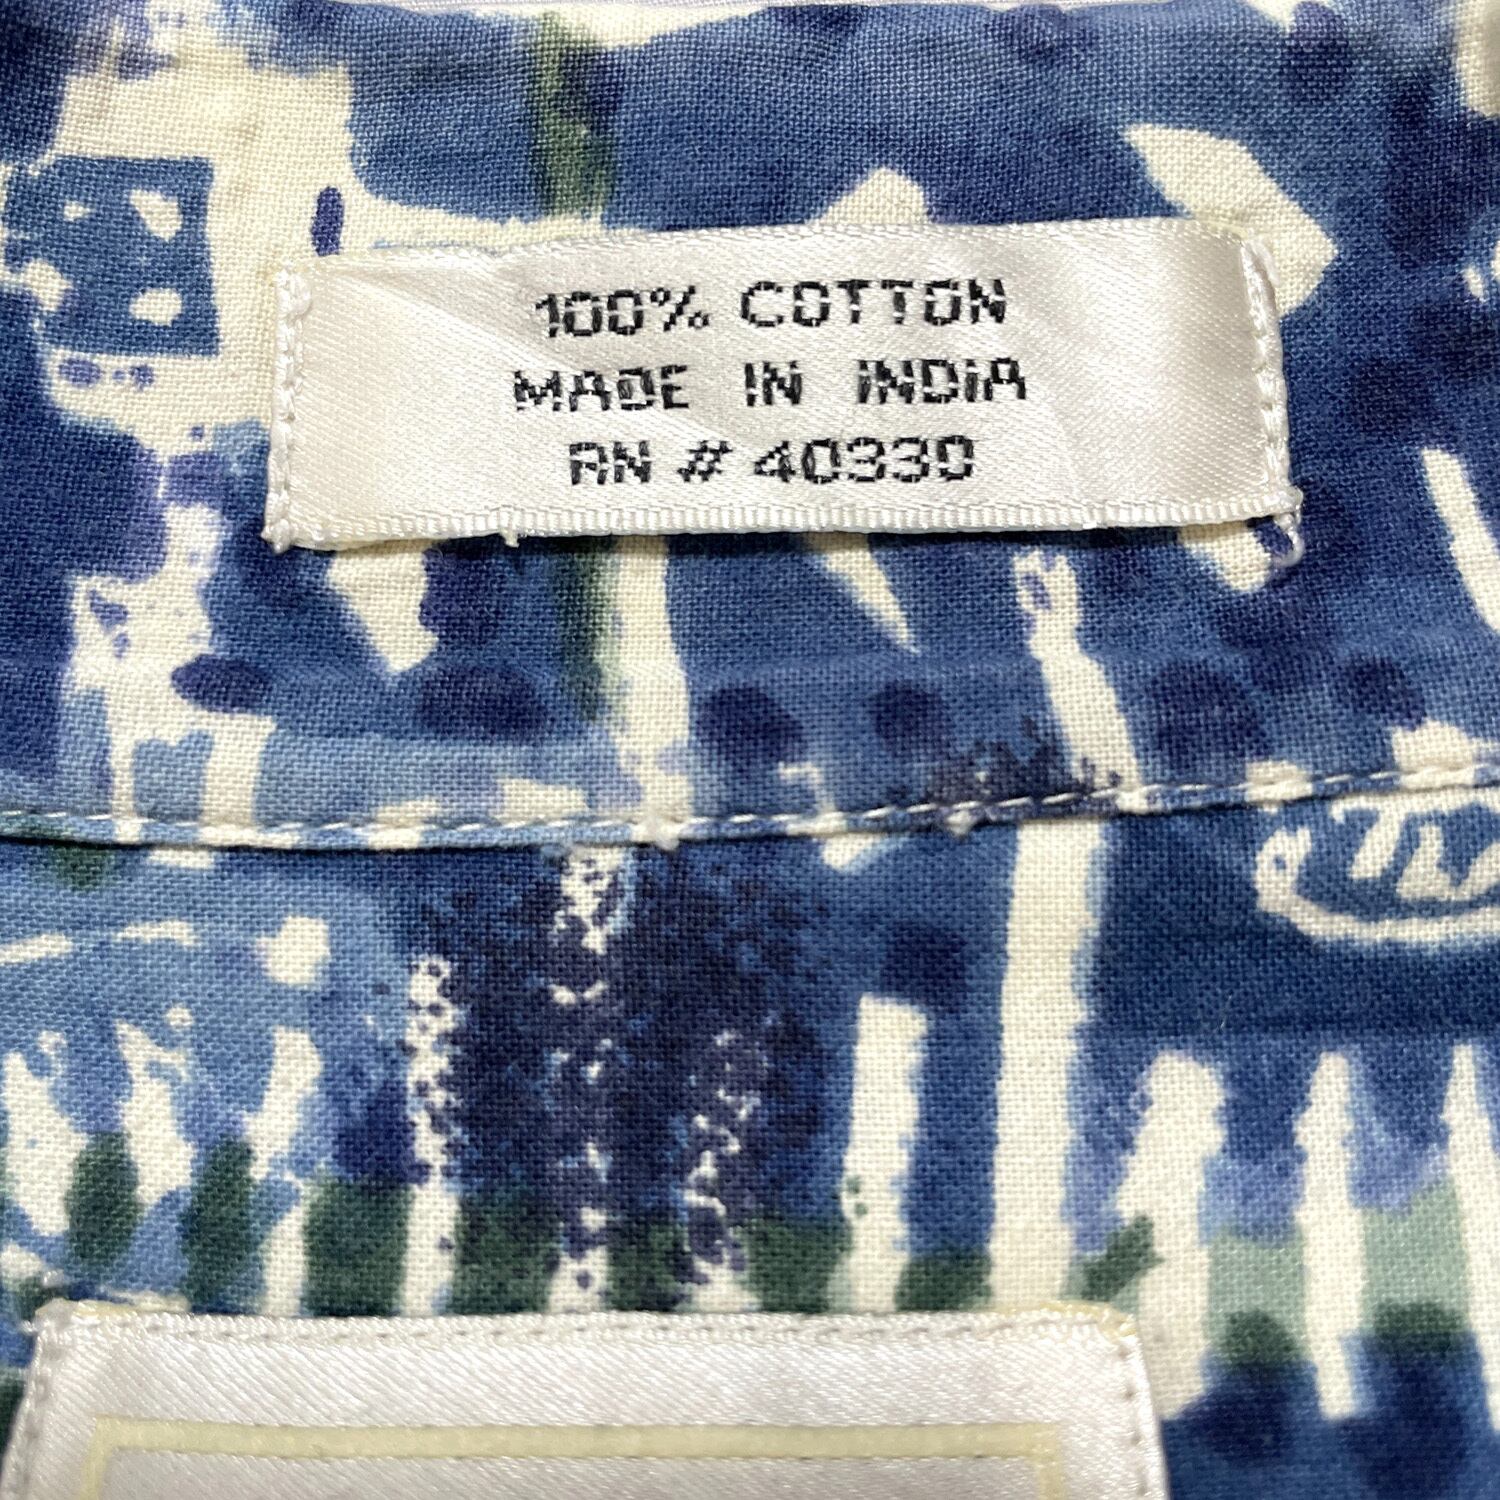 100% COTTON
MADE IN INDIA
RN # 40330